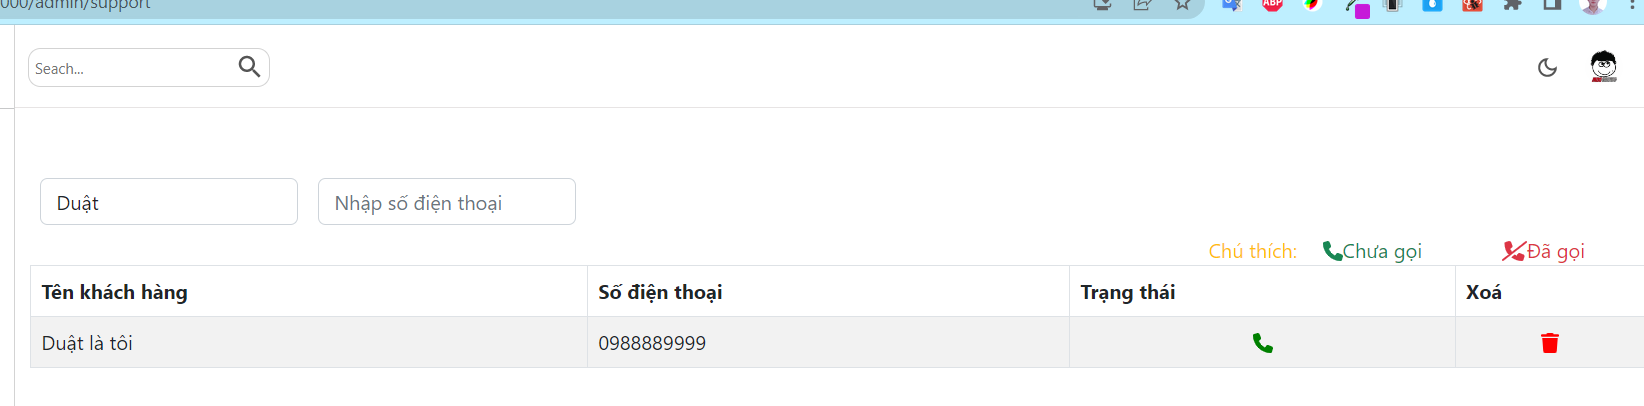 000/admin/support
ABP
Seach...
Duật
Nhập số điện thoại
Chú thích: Chưa gọi Đã gọi
Tên khách hàng Số điện thoại Trạng thái Xoá
Duật là tôi 0988889999